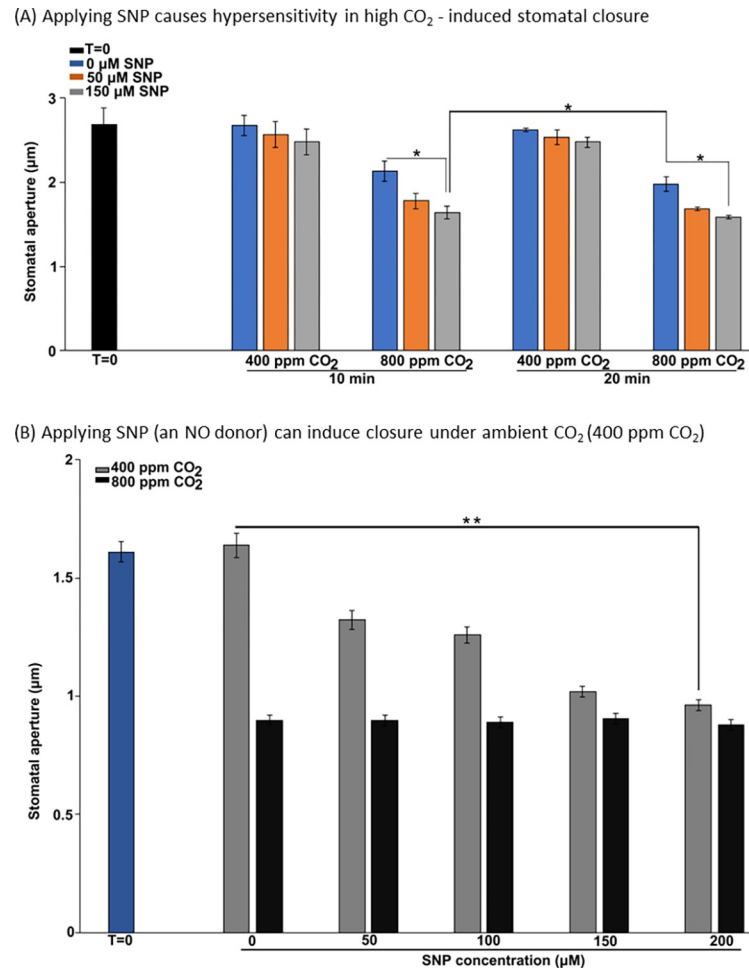 (A) Applying SNP causes hypersensitivity in high CO₂ - induced stomatal closure
T=0
0 µM SNP
50 µM SNP
150 µM SNP
3
2
1
0
Stomatal aperture (µm)
*
*
*
T=0
400 ppm CO2 800 ppm CO2 400 ppm CO2 800 ppm CO2
10 min 20 min
(B) Applying SNP (an NO donor) can induce closure under ambient CO₂ (400 ppm CO₂)
400 ppm CO2
800 ppm CO2
2
1.5
1
0.5
0
Stomatal aperture (µm)
**
T=0 0 50 100 150 200
SNP concentration (µM)